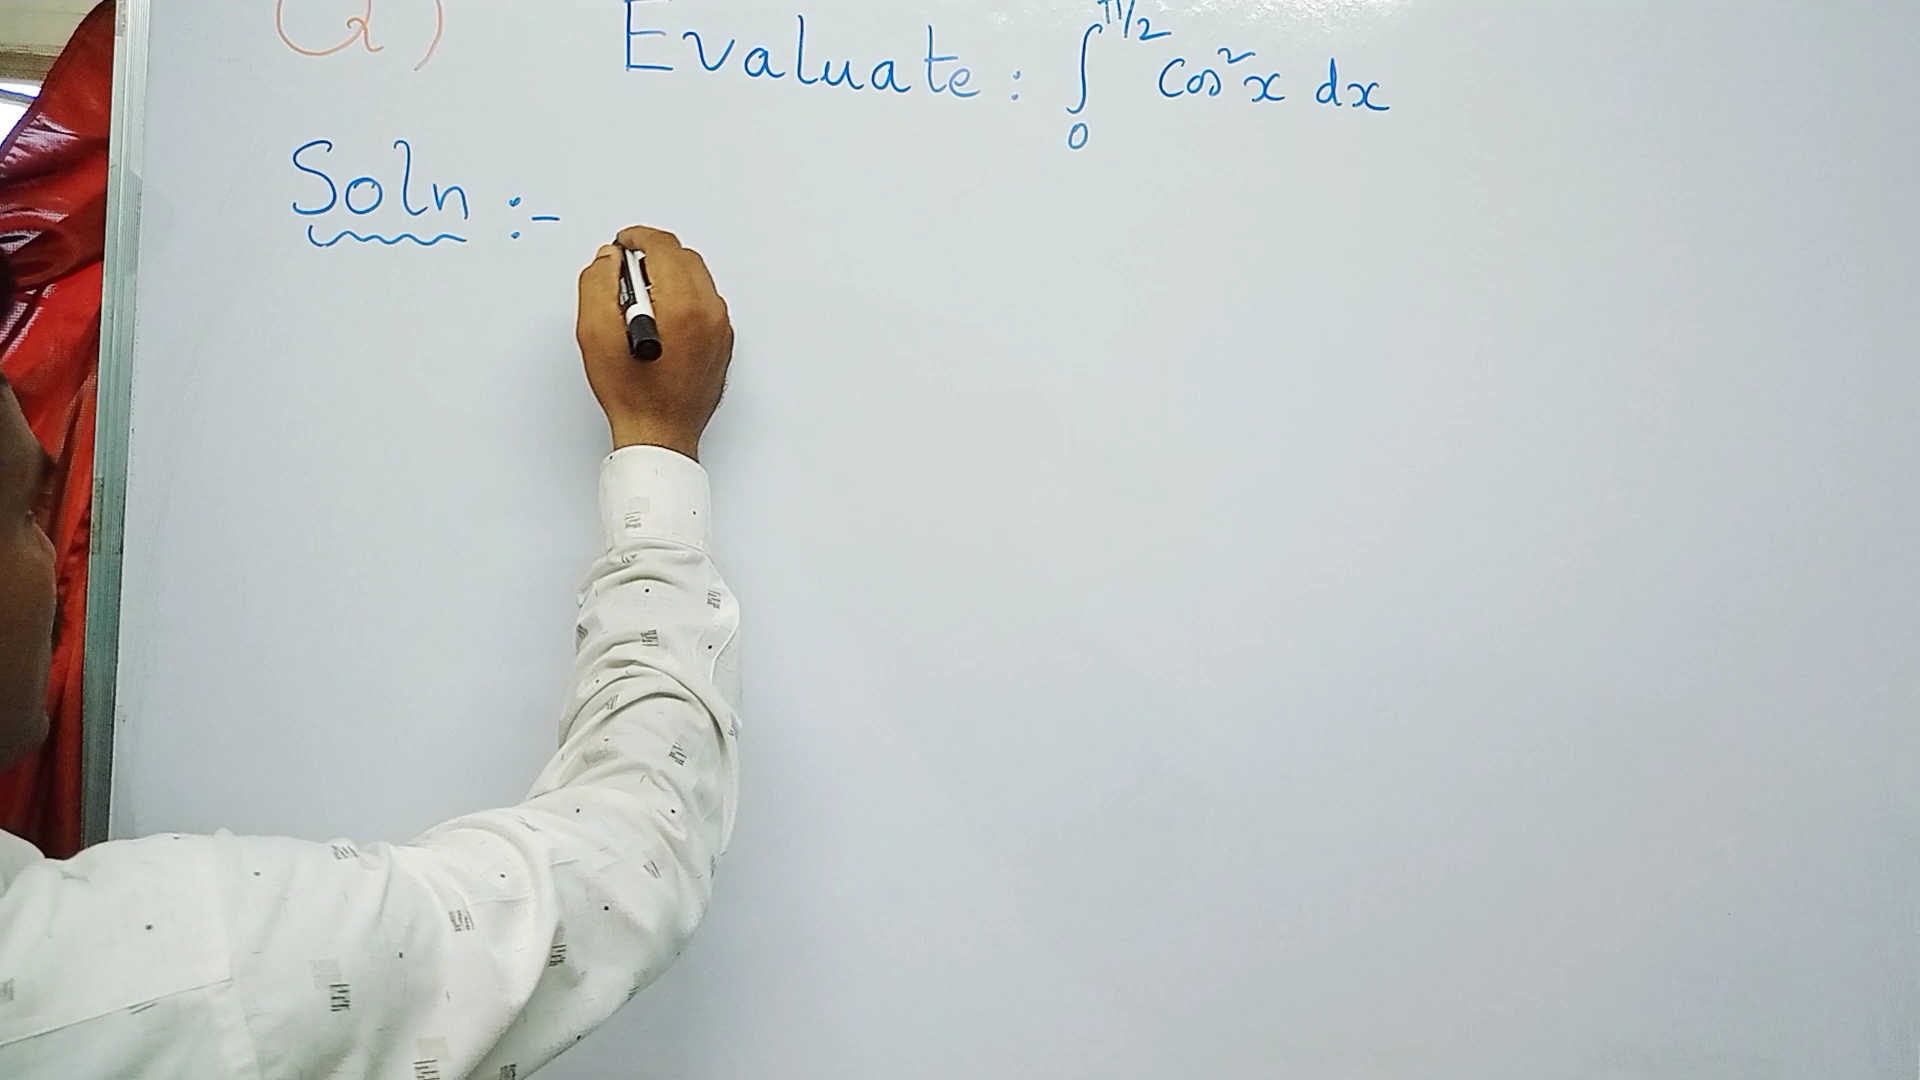 Q) Evaluate : ∫₀^π/2 cos²x dx
Soln :-